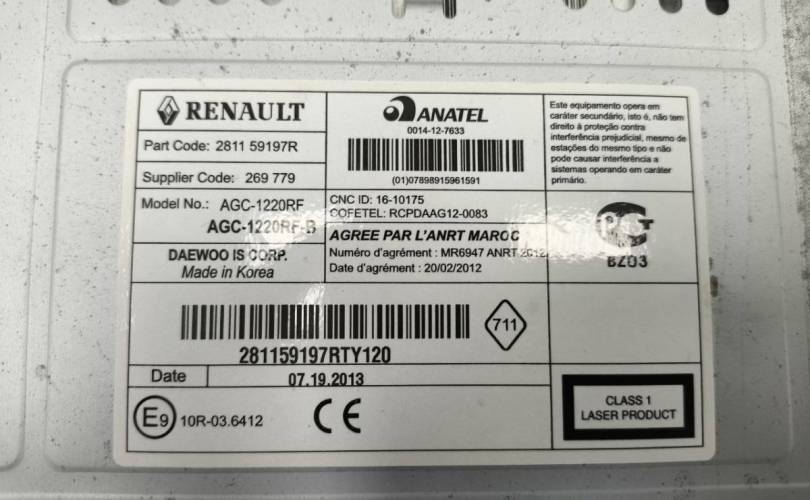 RENAULT
Part Code: 2811 59197R
Supplier Code: 269 779
Model No.: AGC-1220RF
AGC-1220RF-B
DAEWOO IS CORP.
Made in Korea
ANATEL
0014-12-7633
(01)07898915961591
CNC ID: 16-10175
COFETEL: RCPDAAG12-0083
AGREE PAR L'ANRT MAROC
Numéro d'agrément : MR6947 ANRT 2012
Date d'agrément : 20/02/2012
Este equipamento opera em
caráter secundário, isto é, não tem
direito à proteção contra
interferência prejudicial, mesmo de
estações do mesmo tipo e não
pode causar interferência a
sistemas operando em caráter
primário.
BZ03
281159197RTY120
711
Date
07.19.2013
E9 10R-03.6412
CE
CLASS 1
LASER PRODUCT